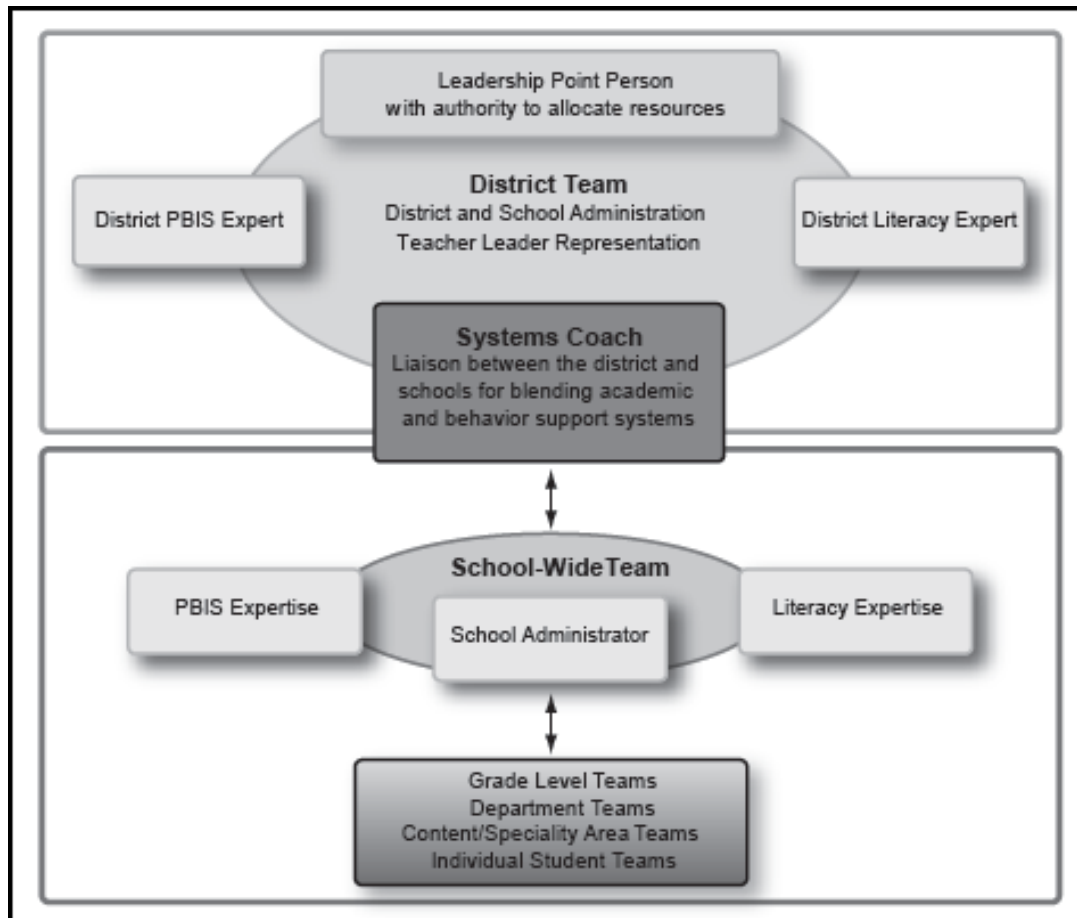 Leadership Point Person
with authority to allocate resources
District Team
District and School Administration
Teacher Leader Representation
District PBIS Expert
District Literacy Expert
Systems Coach
Liaison between the district and
schools for blending academic
and behavior support systems
School-WideTeam
PBIS Expertise
School Administrator
Literacy Expertise
Grade Level Teams
Department Teams
Content/Speciality Area Teams
Individual Student Teams